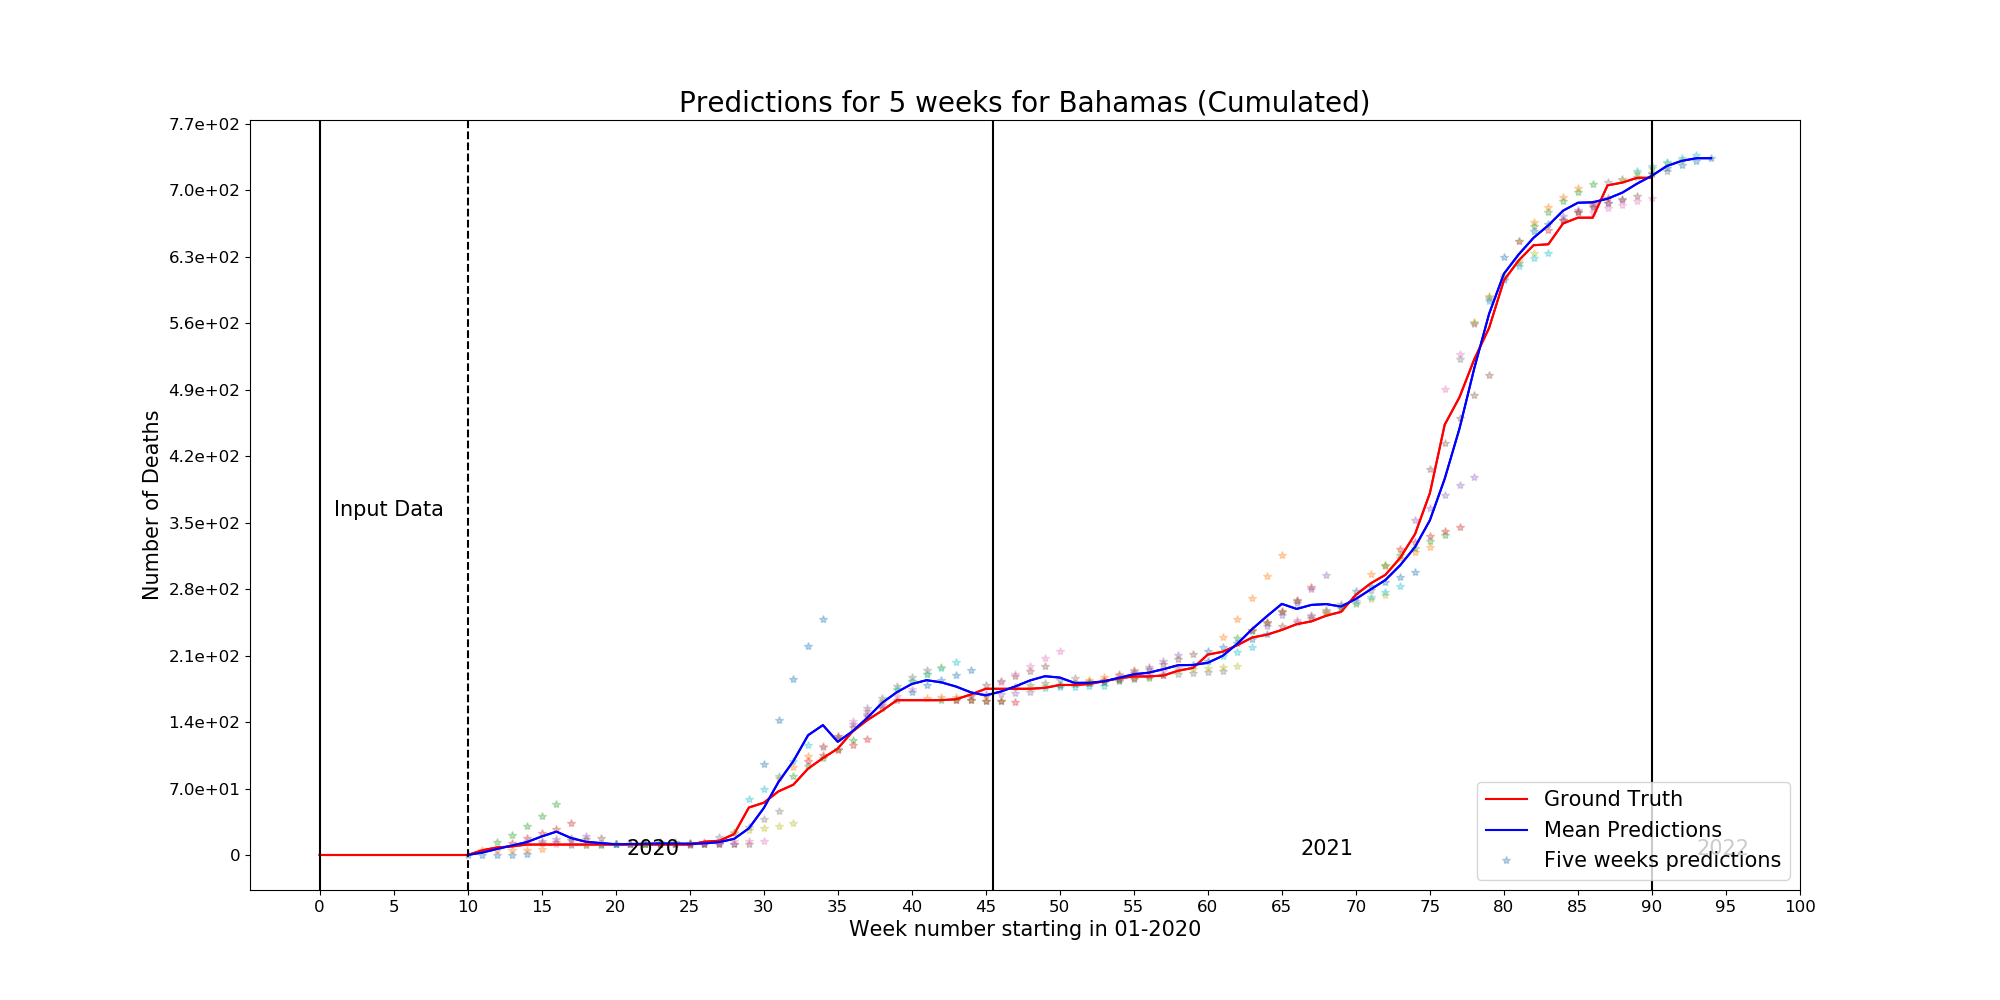 Predictions for 5 weeks for Bahamas (Cumulated)
7.7e+02
7.0e+02
6.3e+02
5.6e+02
4.9e+02
4.2e+02
3.5e+02
2.8e+02
2.1e+02
1.4e+02
7.0e+01
0
Number of Deaths
Input Data
2020
2021
2022
Ground Truth
Mean Predictions
Five weeks predictions
0 5 10 15 20 25 30 35 40 45 50 55 60 65 70 75 80 85 90 95 100
Week number starting in 01-2020